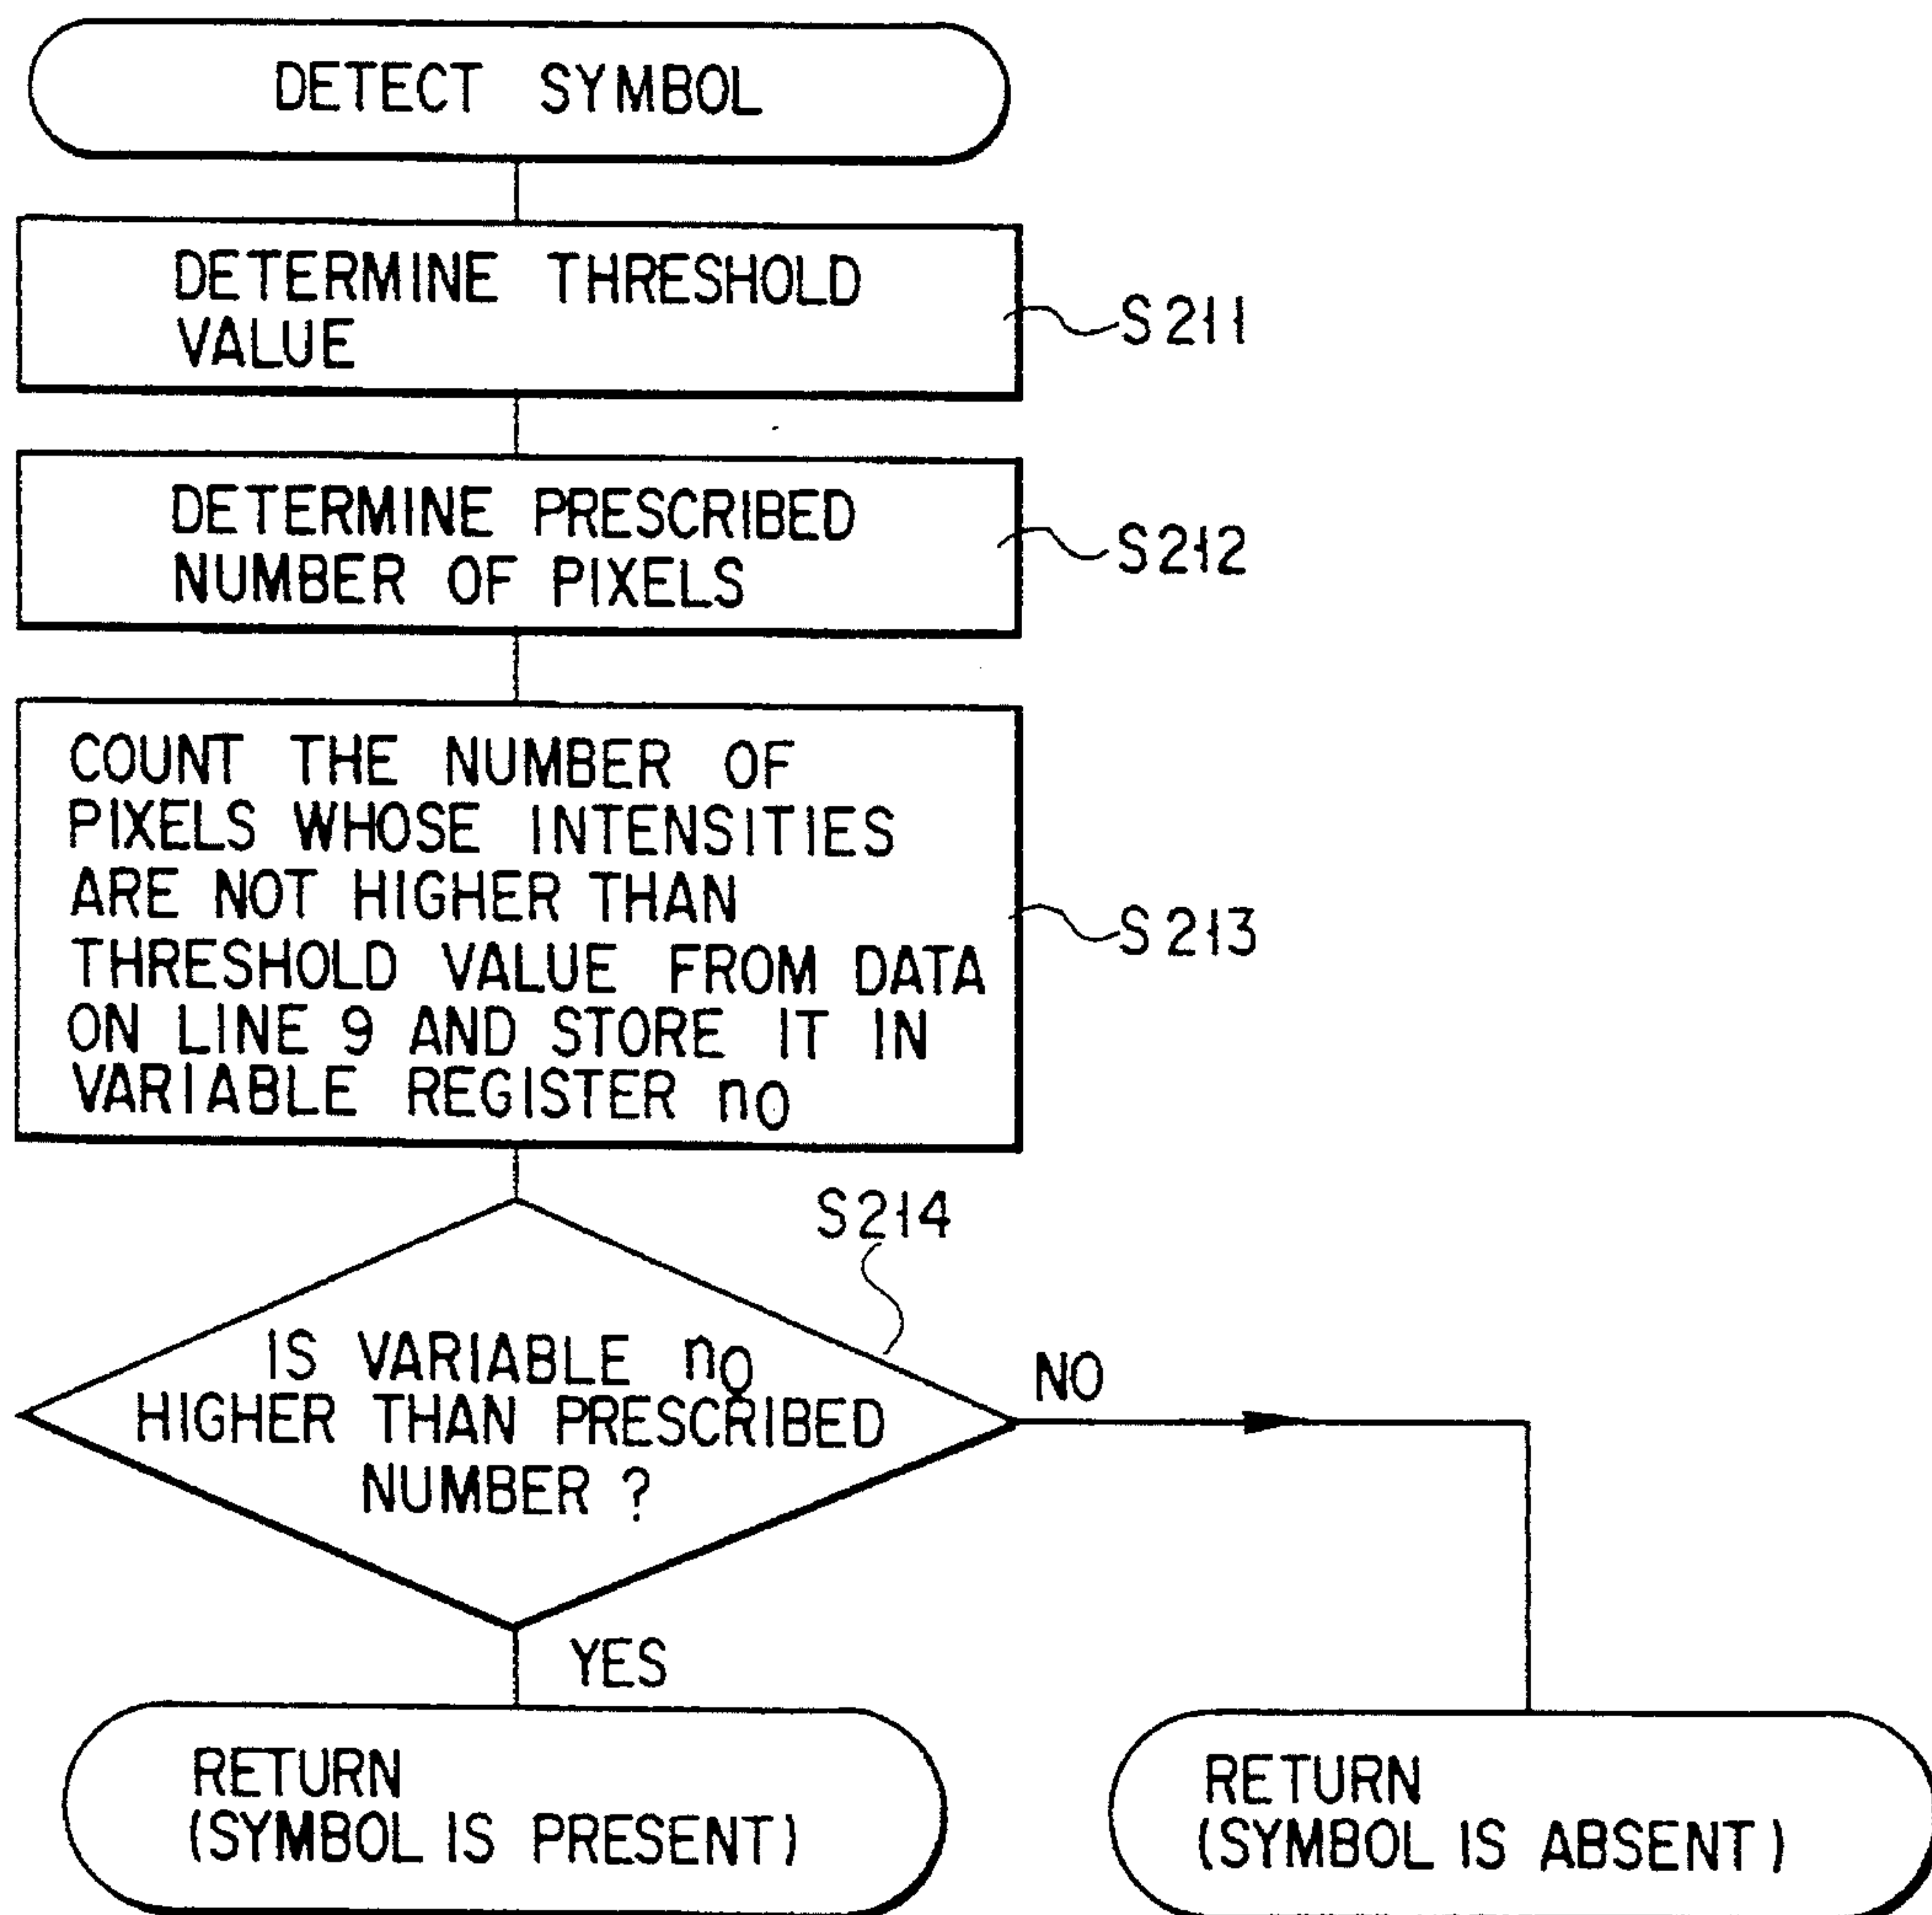 DETECT SYMBOL
DETERMINE THRESHOLD
VALUE
S211
DETERMINE PRESCRIBED
NUMBER OF PIXELS
S212
COUNT THE NUMBER OF
PIXELS WHOSE INTENSITIES
ARE NOT HIGHER THAN
THRESHOLD VALUE FROM DATA
ON LINE 9 AND STORE IT IN
VARIABLE REGISTER n0
S213
S214
IS VARIABLE n0
HIGHER THAN PRESCRIBED
NUMBER ?
NO
YES
RETURN
(SYMBOL IS PRESENT)
RETURN
(SYMBOL IS ABSENT)